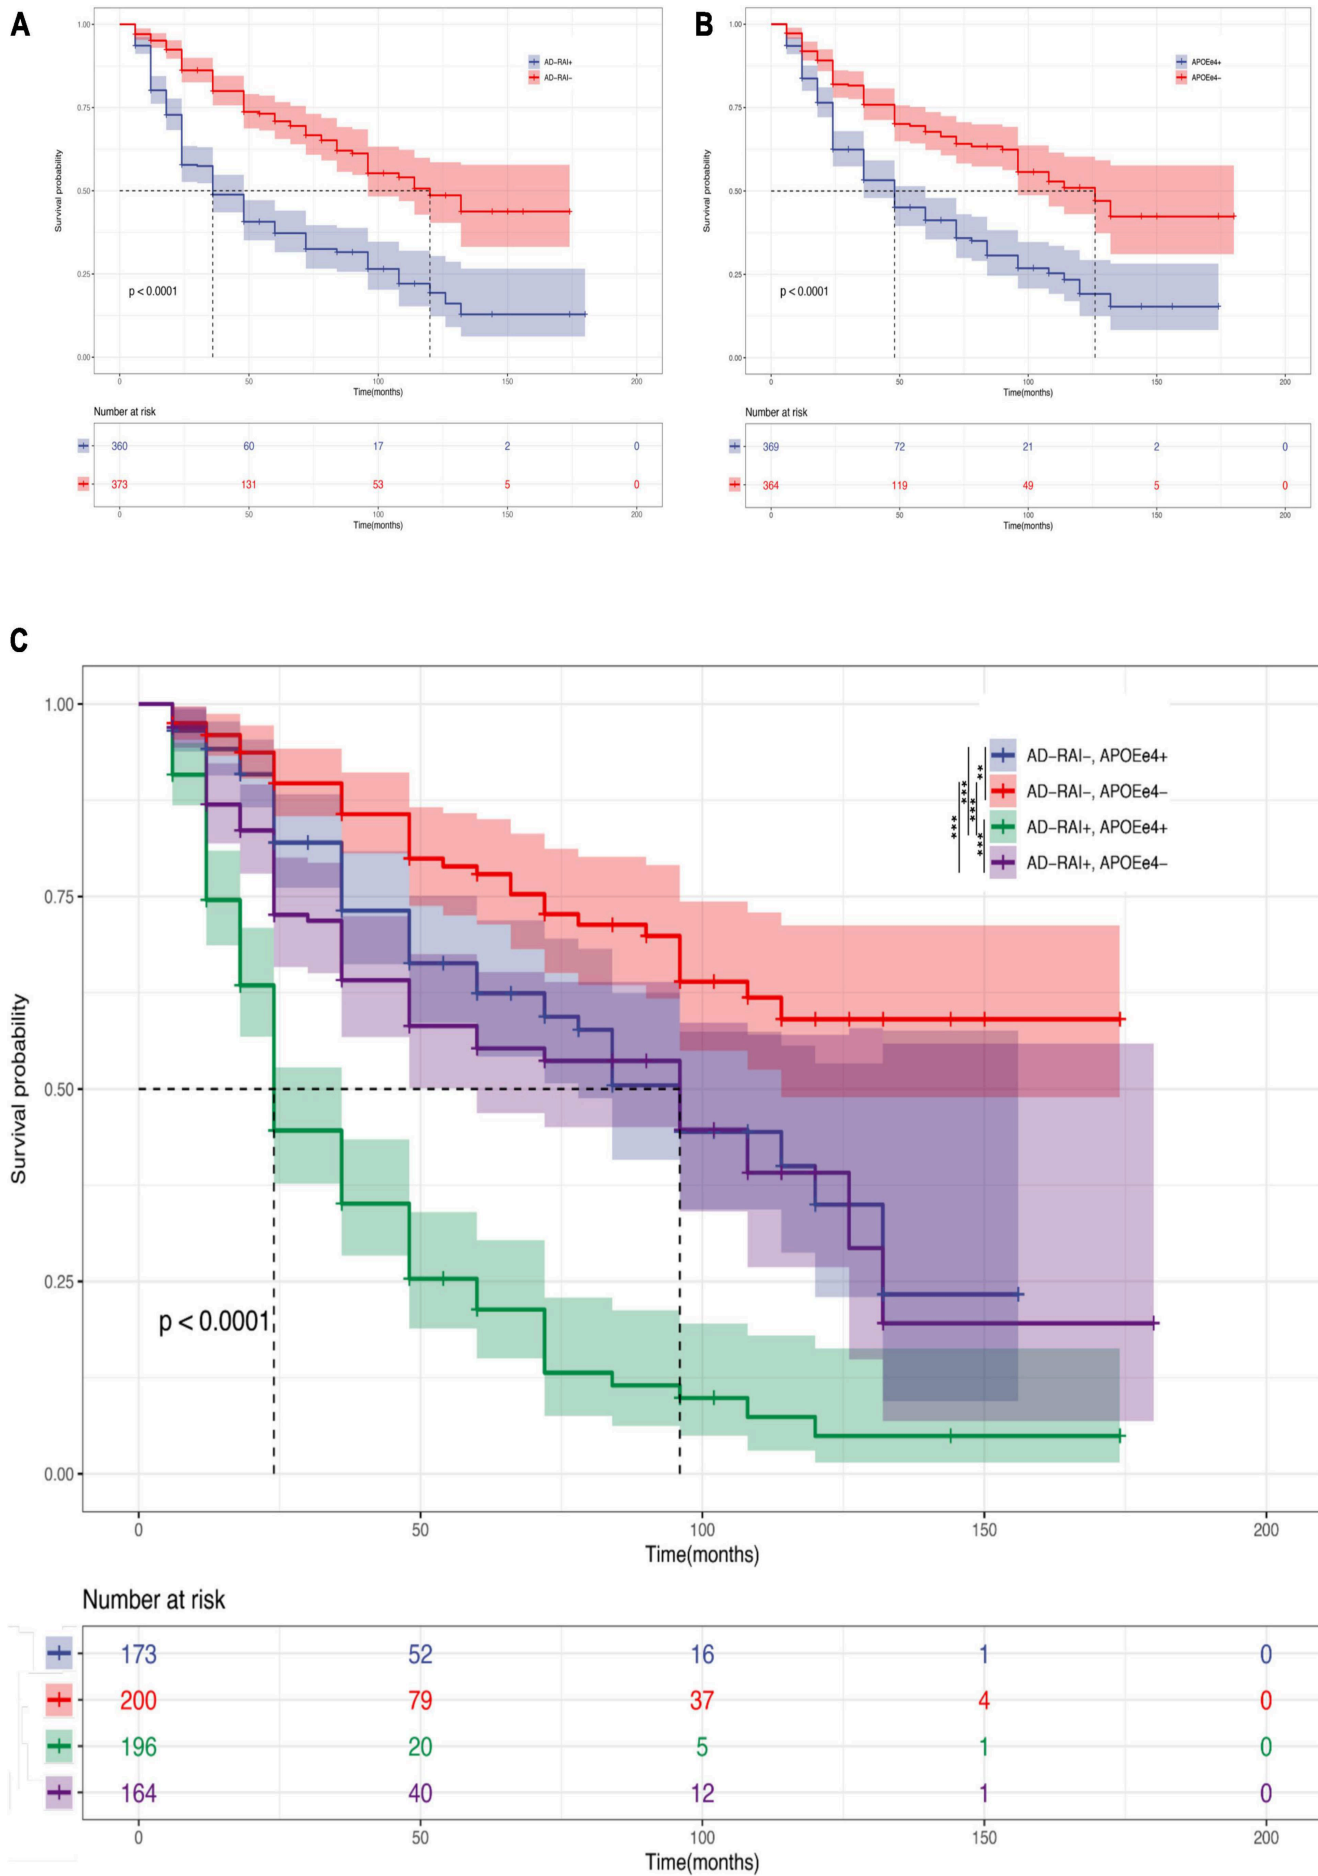 A
1.00
0.75
0.50
0.25
0.00
Survival probability
AD-RAI+
AD-RAI-
p < 0.0001
0 50 100 150 200
Time(months)
Number at risk
360 60 17 2 0
373 131 53 5 0
0 50 100 150 200
Time(months)
B
1.00
0.75
0.50
0.25
0.00
Survival probability
APOEe4+
APOEe4-
p < 0.0001
0 50 100 150 200
Time(months)
Number at risk
369 72 21 2 0
364 119 49 5 0
0 50 100 150 200
Time(months)
C
1.00
0.75
0.50
0.25
0.00
Survival probability
AD-RAI-, APOEe4+
AD-RAI-, APOEe4-
AD-RAI+, APOEe4+
AD-RAI+, APOEe4-
**
***
***
***
***
p < 0.0001
0 50 100 150 200
Time(months)
Number at risk
173 52 16 1 0
200 79 37 4 0
196 20 5 1 0
164 40 12 1 0
0 50 100 150 200
Time(months)